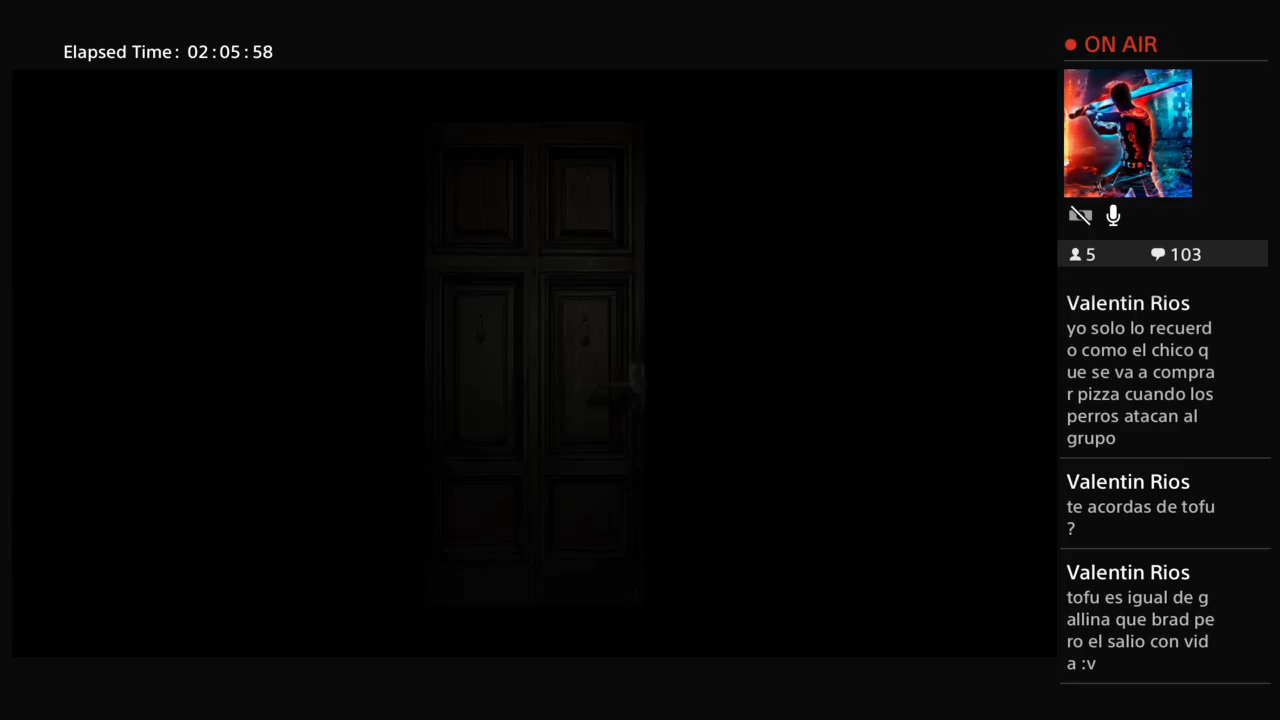 Elapsed Time: 02:05:58
ON AIR
5 103
Valentin Rios
yo solo lo recuerd
o como el chico q
ue se va a compra
r pizza cuando los
perros atacan al
grupo
Valentin Rios
te acordas de tofu
?
Valentin Rios
tofu es igual de g
allina que brad pe
ro el salio con vid
a :v